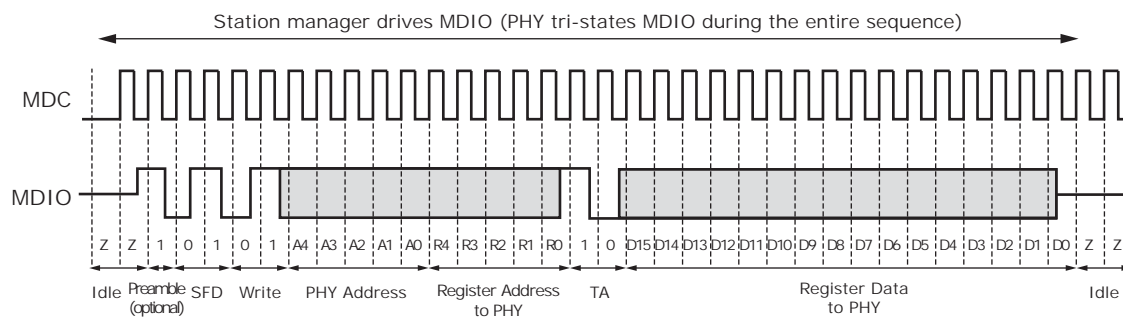 Station manager drives MDIO (PHY tri-states MDIO during the entire sequence)
MDC
MDIO
Z Z 1 0 1 0 1 A4 A3 A2 A1 A0 R4 R3 R2 R1 R0 1 0 D15 D14 D13 D12 D11 D10 D9 D8 D7 D6 D5 D4 D3 D2 D1 D0 Z Z
Idle Preamble (optional) SFD Write PHY Address Register Address to PHY TA Register Data to PHY Idle